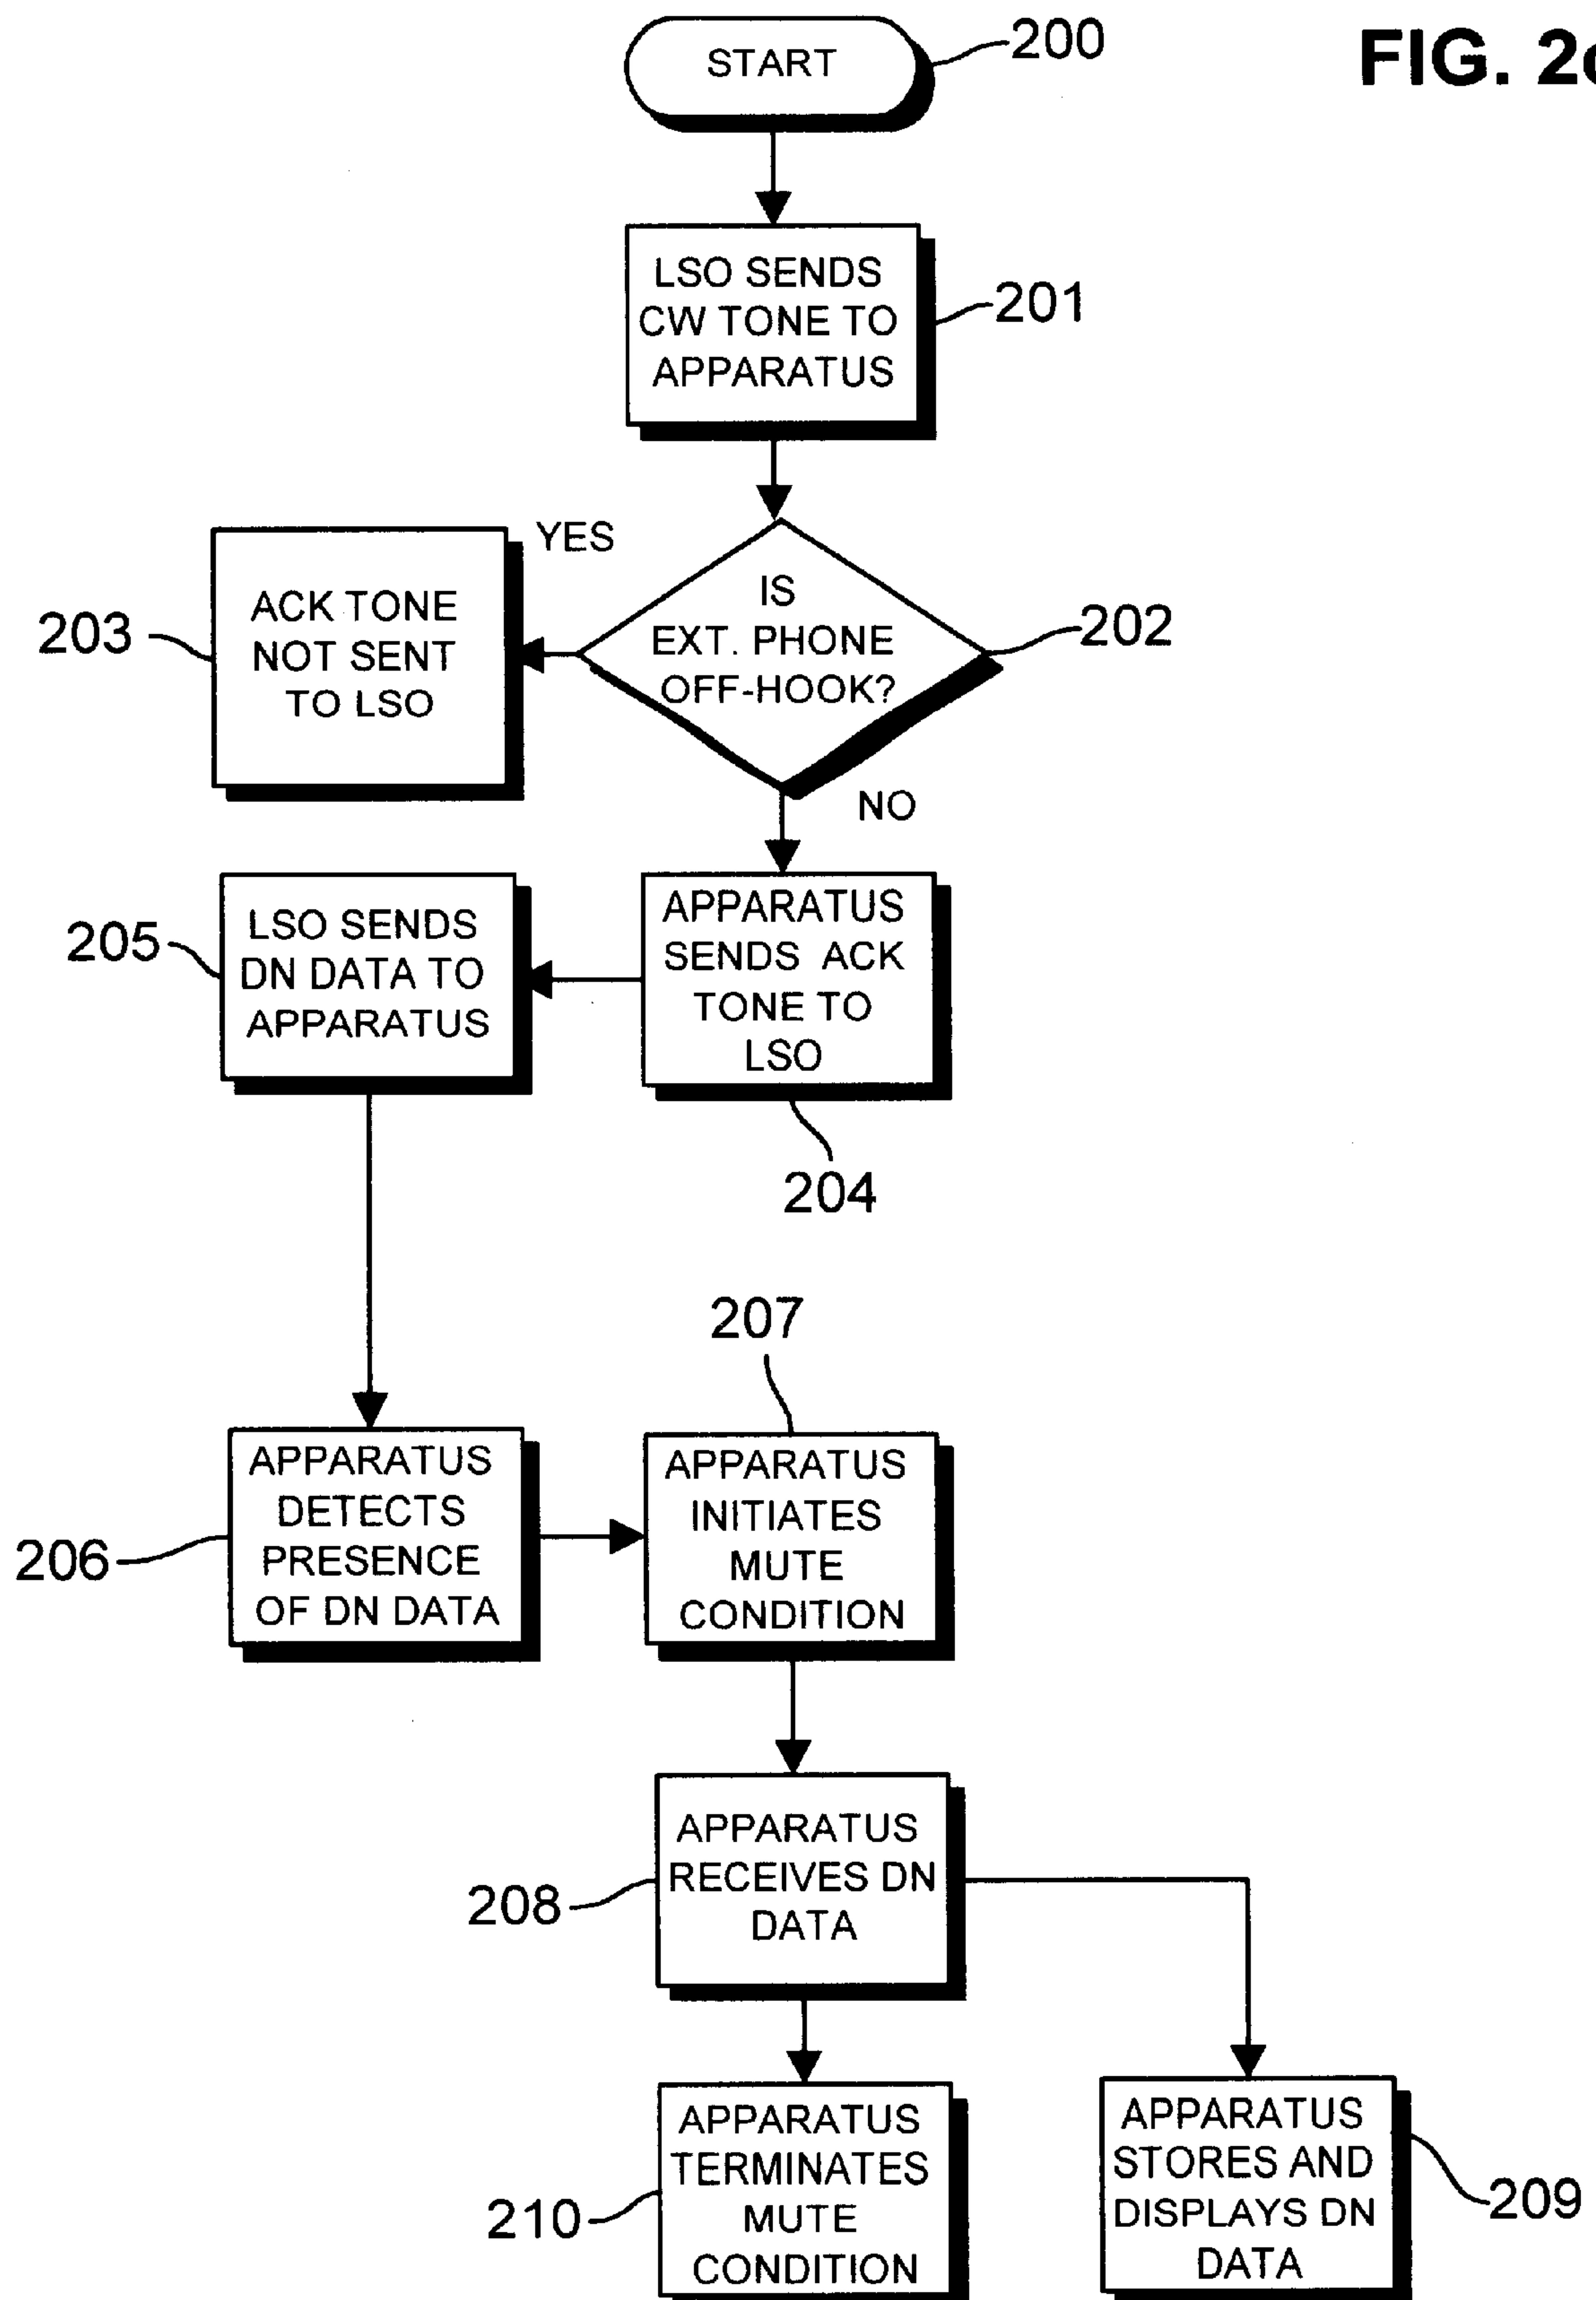 FIG. 2
START
200
LSO SENDS
CW TONE TO
APPARATUS
201
YES
IS
EXT. PHONE
OFF-HOOK?
202
ACK TONE
NOT SENT
TO LSO
203
NO
LSO SENDS
DN DATA TO
APPARATUS
205
APPARATUS
SENDS ACK
TONE TO
LSO
204
207
APPARATUS
DETECTS
PRESENCE
OF DN DATA
206
APPARATUS
INITIATES
MUTE
CONDITION
APPARATUS
RECEIVES DN
DATA
208
APPARATUS
TERMINATES
MUTE
CONDITION
210
APPARATUS
STORES AND
DISPLAYS DN
DATA
209